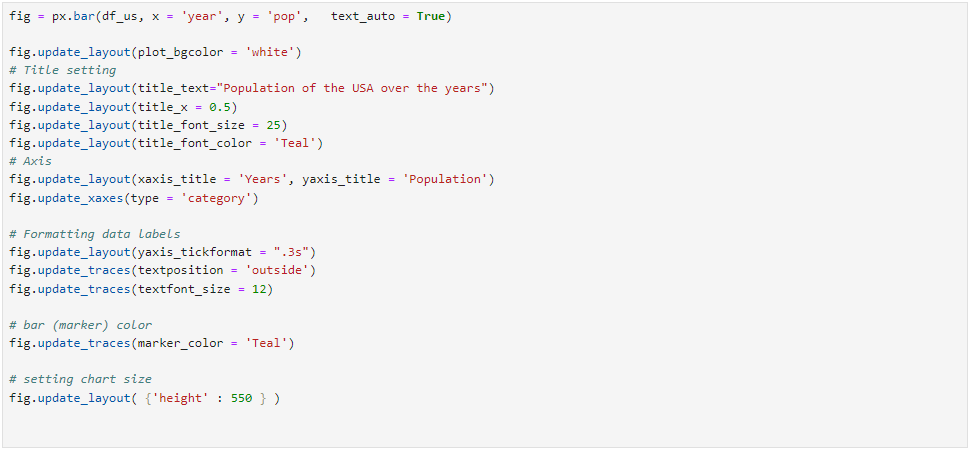 fig = px.bar(df_us, x = 'year', y = 'pop',   text_auto = True)
fig.update_layout(plot_bgcolor = 'white')
# Title setting
fig.update_layout(title_text="Population of the USA over the years")
fig.update_layout(title_x = 0.5)
fig.update_layout(title_font_size = 25)
fig.update_layout(title_font_color = 'Teal')
# Axis
fig.update_layout(xaxis_title = 'Years', yaxis_title = 'Population')
fig.update_xaxes(type = 'category')
# Formatting data labels
fig.update_layout(yaxis_tickformat = ".3s")
fig.update_traces(textposition = 'outside')
fig.update_traces(textfont_size = 12)
# bar (marker) color
fig.update_traces(marker_color = 'Teal')
# setting chart size
fig.update_layout( {'height' : 550 } )